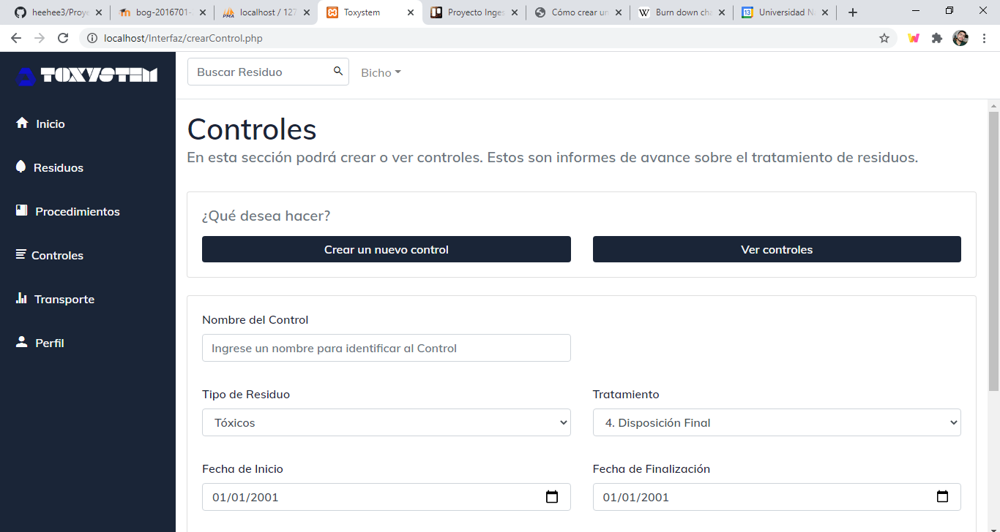 heehee3/Proye
bog-2016701-
localhost / 127
Toxystem
Proyecto Inges
Cómo crear un
Burn down cha
13 Universidad Na
localhost/Interfaz/crearControl.php
TOXYSTEM
Buscar Residuo
Bicho
Inicio
Residuos
Procedimientos
Controles
Transporte
Perfil
Controles
En esta sección podrá crear o ver controles. Estos son informes de avance sobre el tratamiento de residuos.
¿Qué desea hacer?
Crear un nuevo control
Ver controles
Nombre del Control
Ingrese un nombre para identificar al Control
Tipo de Residuo
Tratamiento
Tóxicos
4. Disposición Final
Fecha de Inicio
Fecha de Finalización
01/01/2001
01/01/2001